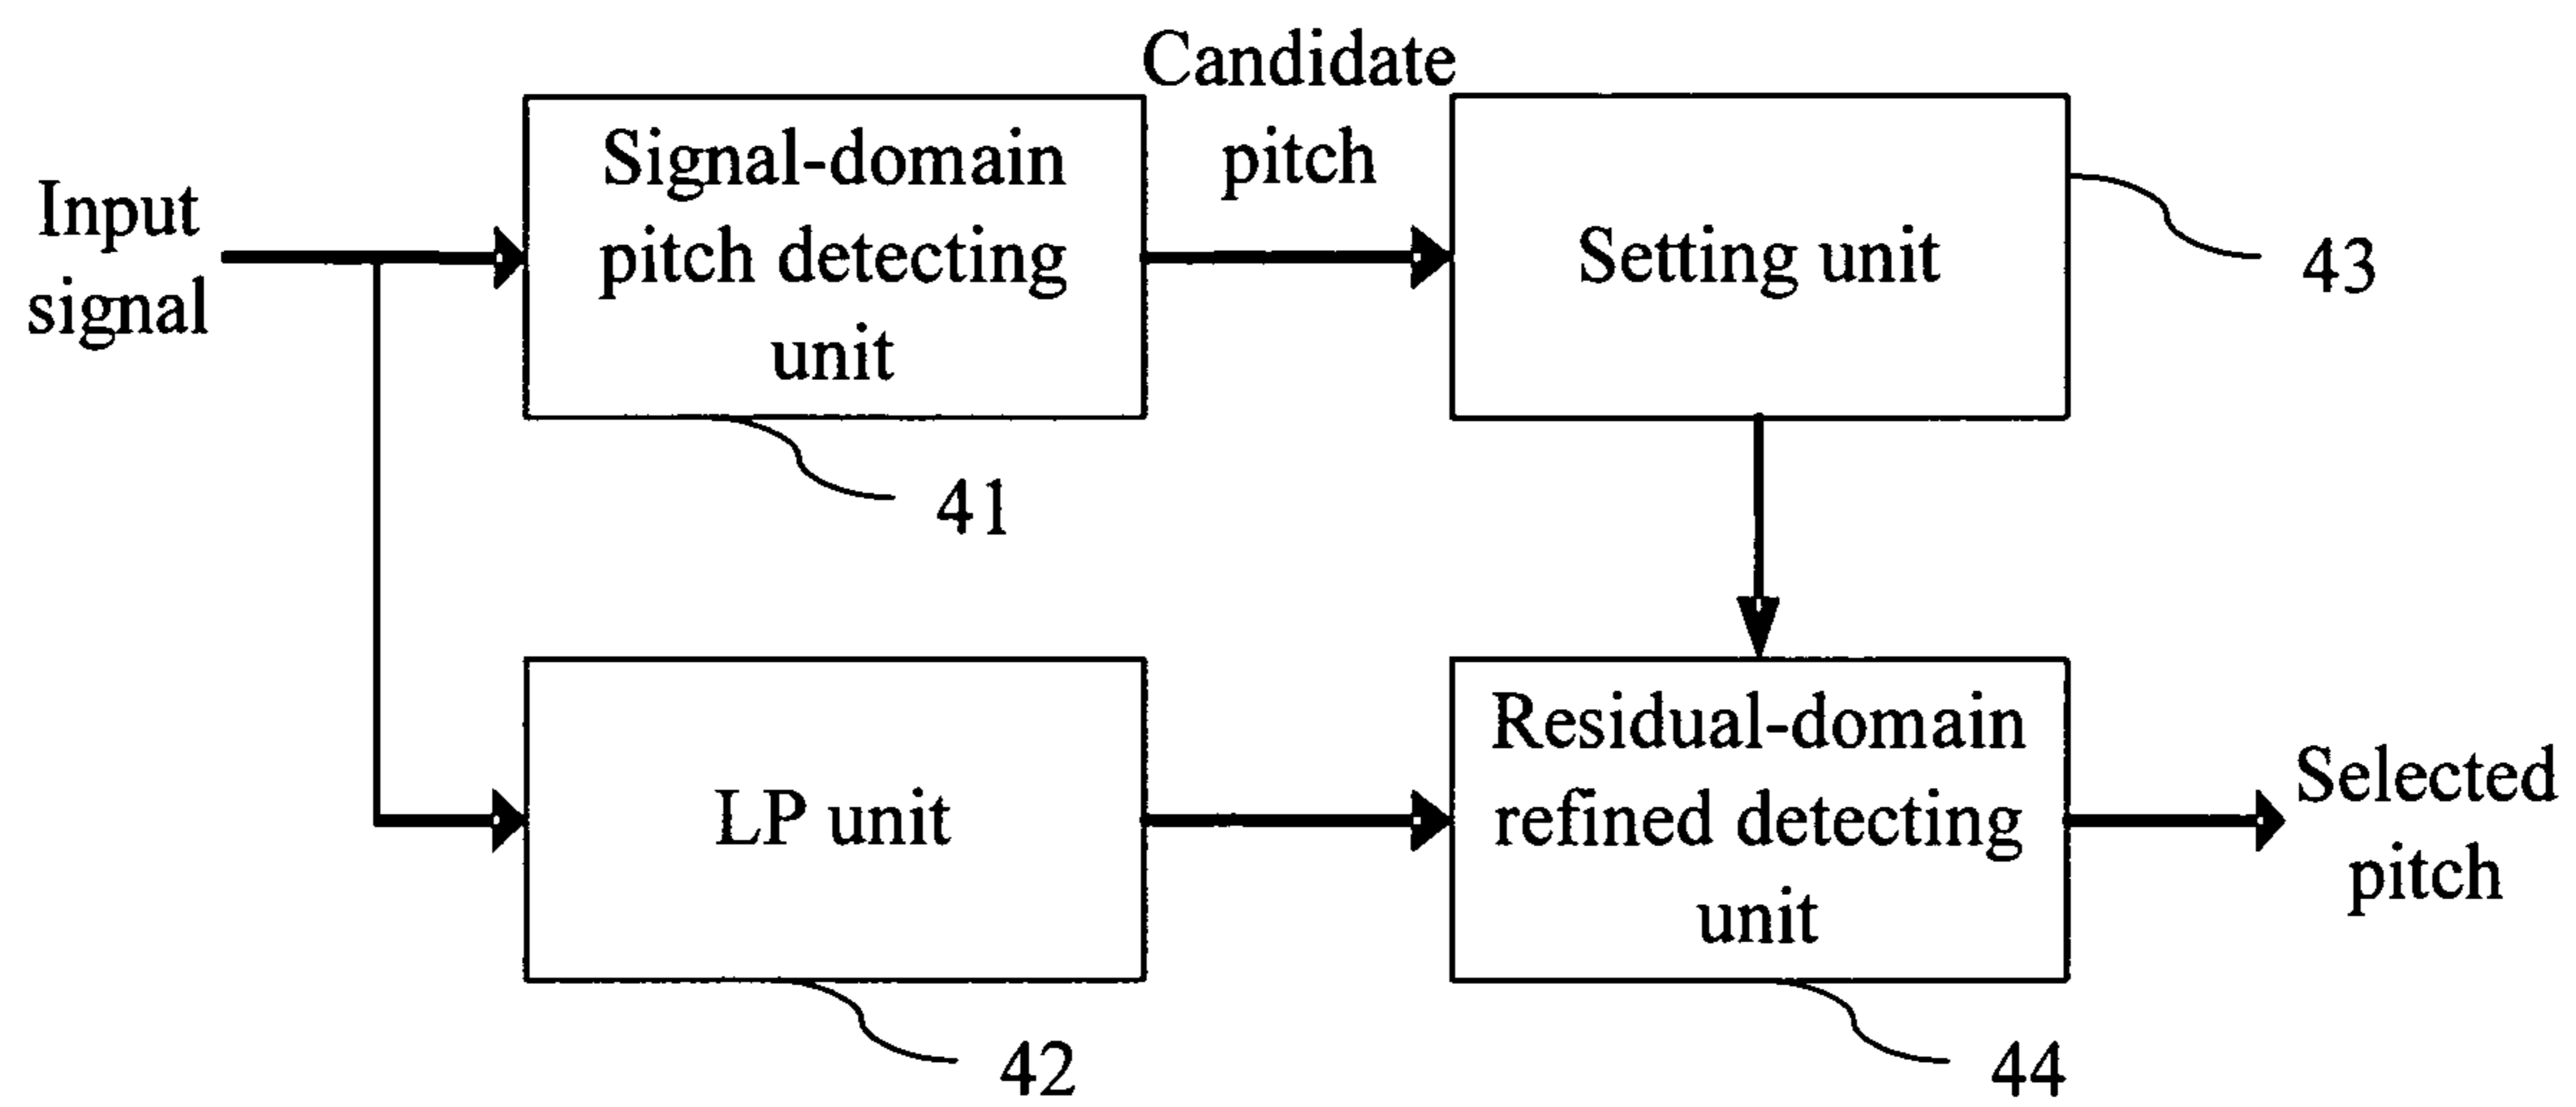 Input
signal
Signal-domain
pitch detecting
unit
41
Candidate
pitch
Setting unit
43
LP unit
42
Residual-domain
refined detecting
unit
44
Selected
pitch